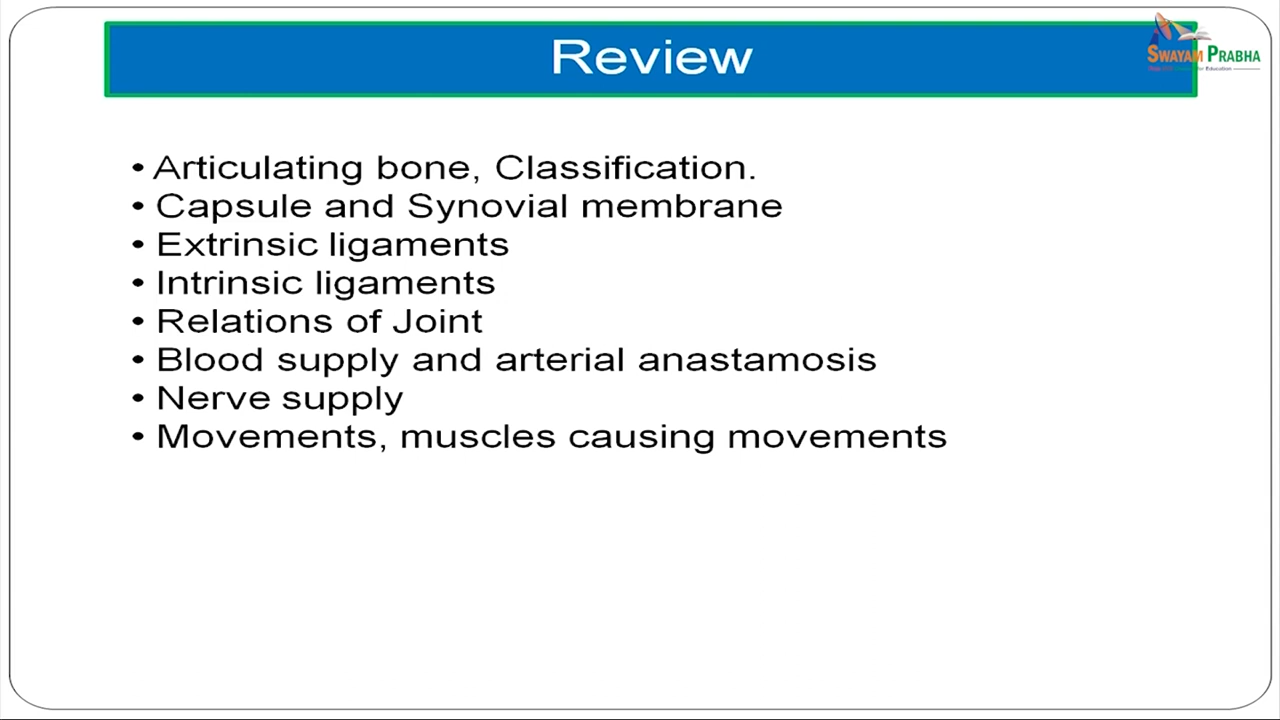 Review
SWAYAM PRABHA
• Articulating bone, Classification.
• Capsule and Synovial membrane
• Extrinsic ligaments
• Intrinsic ligaments
• Relations of Joint
• Blood supply and arterial anastamosis
• Nerve supply
• Movements, muscles causing movements